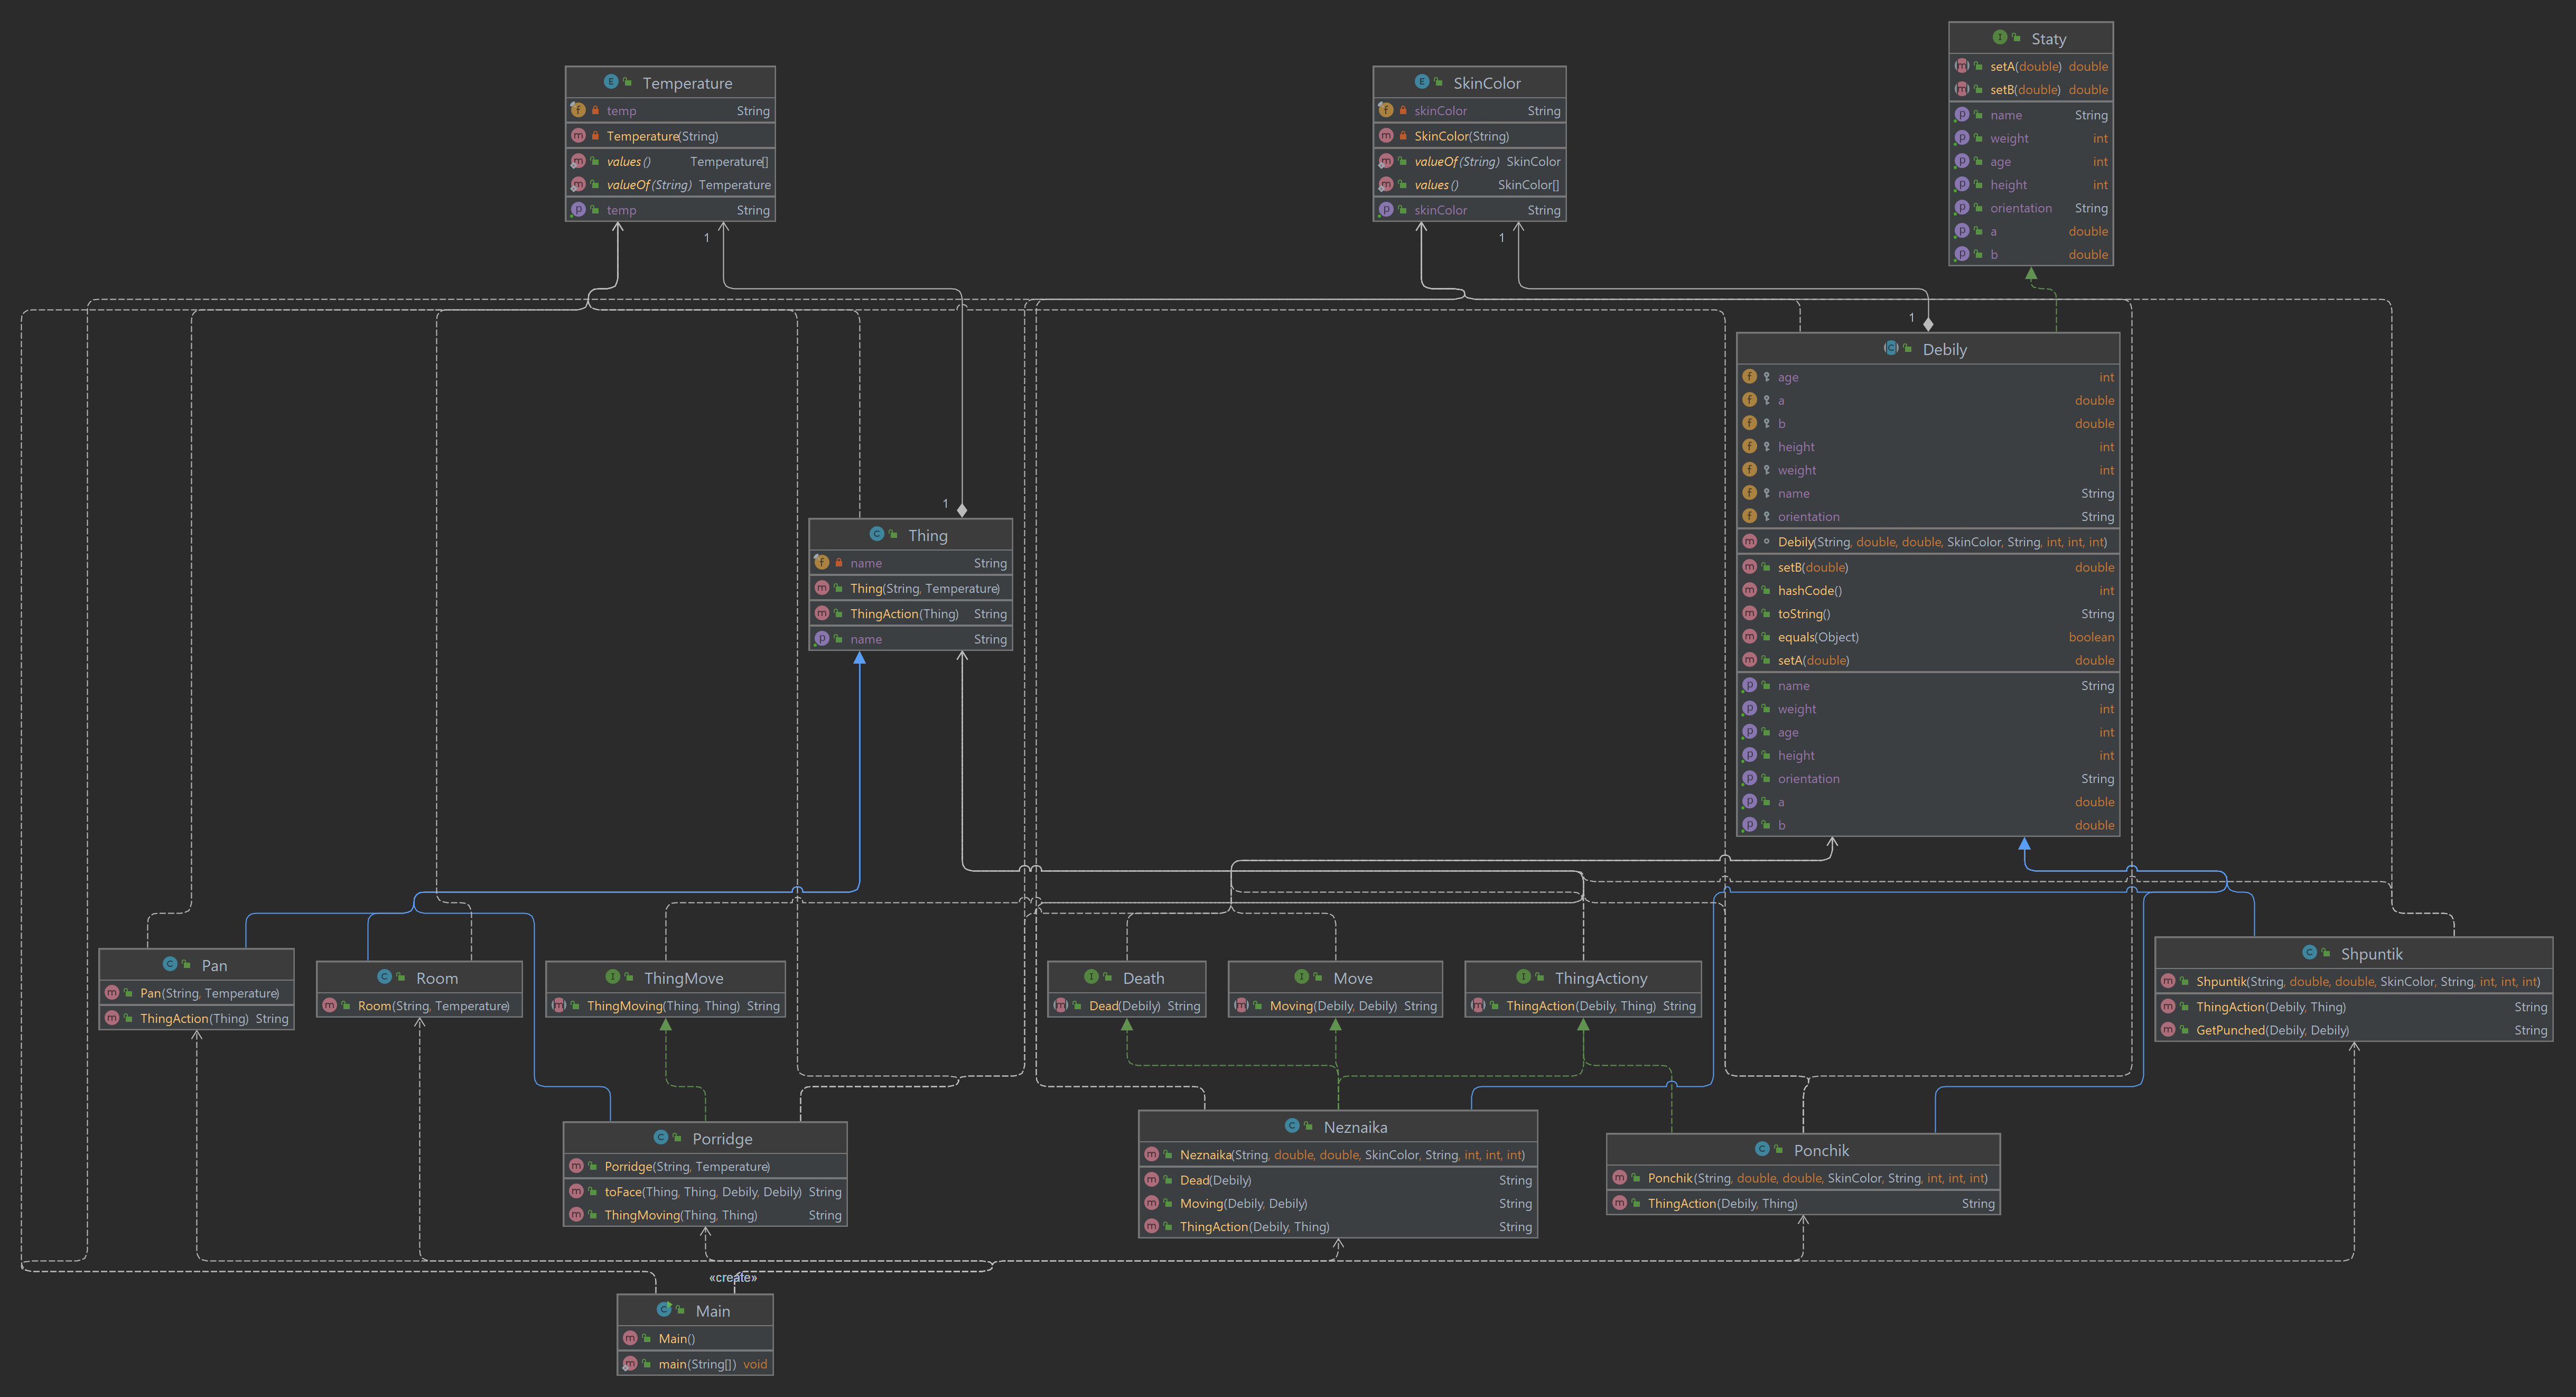 Staty
setA(double) double
setB(double) double
name String
weight int
age int
height int
orientation String
a double
b double
Temperature
temp String
Temperature(String)
values() Temperature[]
valueOf(String) Temperature
temp String
1
SkinColor
skinColor String
SkinColor(String)
valueOf(String) SkinColor
values() SkinColor[]
skinColor String
1
1
Debily
age int
a double
b double
height int
weight int
name String
orientation String
Debily(String, double, double, SkinColor, String, int, int, int)
setB(double) double
hashCode() int
toString() String
equals(Object) boolean
setA(double) double
name String
weight int
age int
height int
orientation String
a double
b double
1
Thing
name String
Thing(String, Temperature)
ThingAction(Thing) String
name String
Pan
Pan(String, Temperature)
ThingAction(Thing) String
Room
Room(String, Temperature)
ThingMove
ThingMoving(Thing, Thing) String
Death
Dead(Debily) String
Move
Moving(Debily, Debily) String
ThingActiony
ThingAction(Debily, Thing) String
Shpuntik
Shpuntik(String, double, double, SkinColor, String, int, int, int)
ThingAction(Debily, Thing) String
GetPunched(Debily, Debily) String
Porridge
Porridge(String, Temperature)
toFace(Thing, Thing, Debily, Debily) String
ThingMoving(Thing, Thing) String
Neznaika
Neznaika(String, double, double, SkinColor, String, int, int, int)
Dead(Debily) String
Moving(Debily, Debily) String
ThingAction(Debily, Thing) String
Ponchik
Ponchik(String, double, double, SkinColor, String, int, int, int)
ThingAction(Debily, Thing) String
«create»
Main
Main()
main(String[]) void